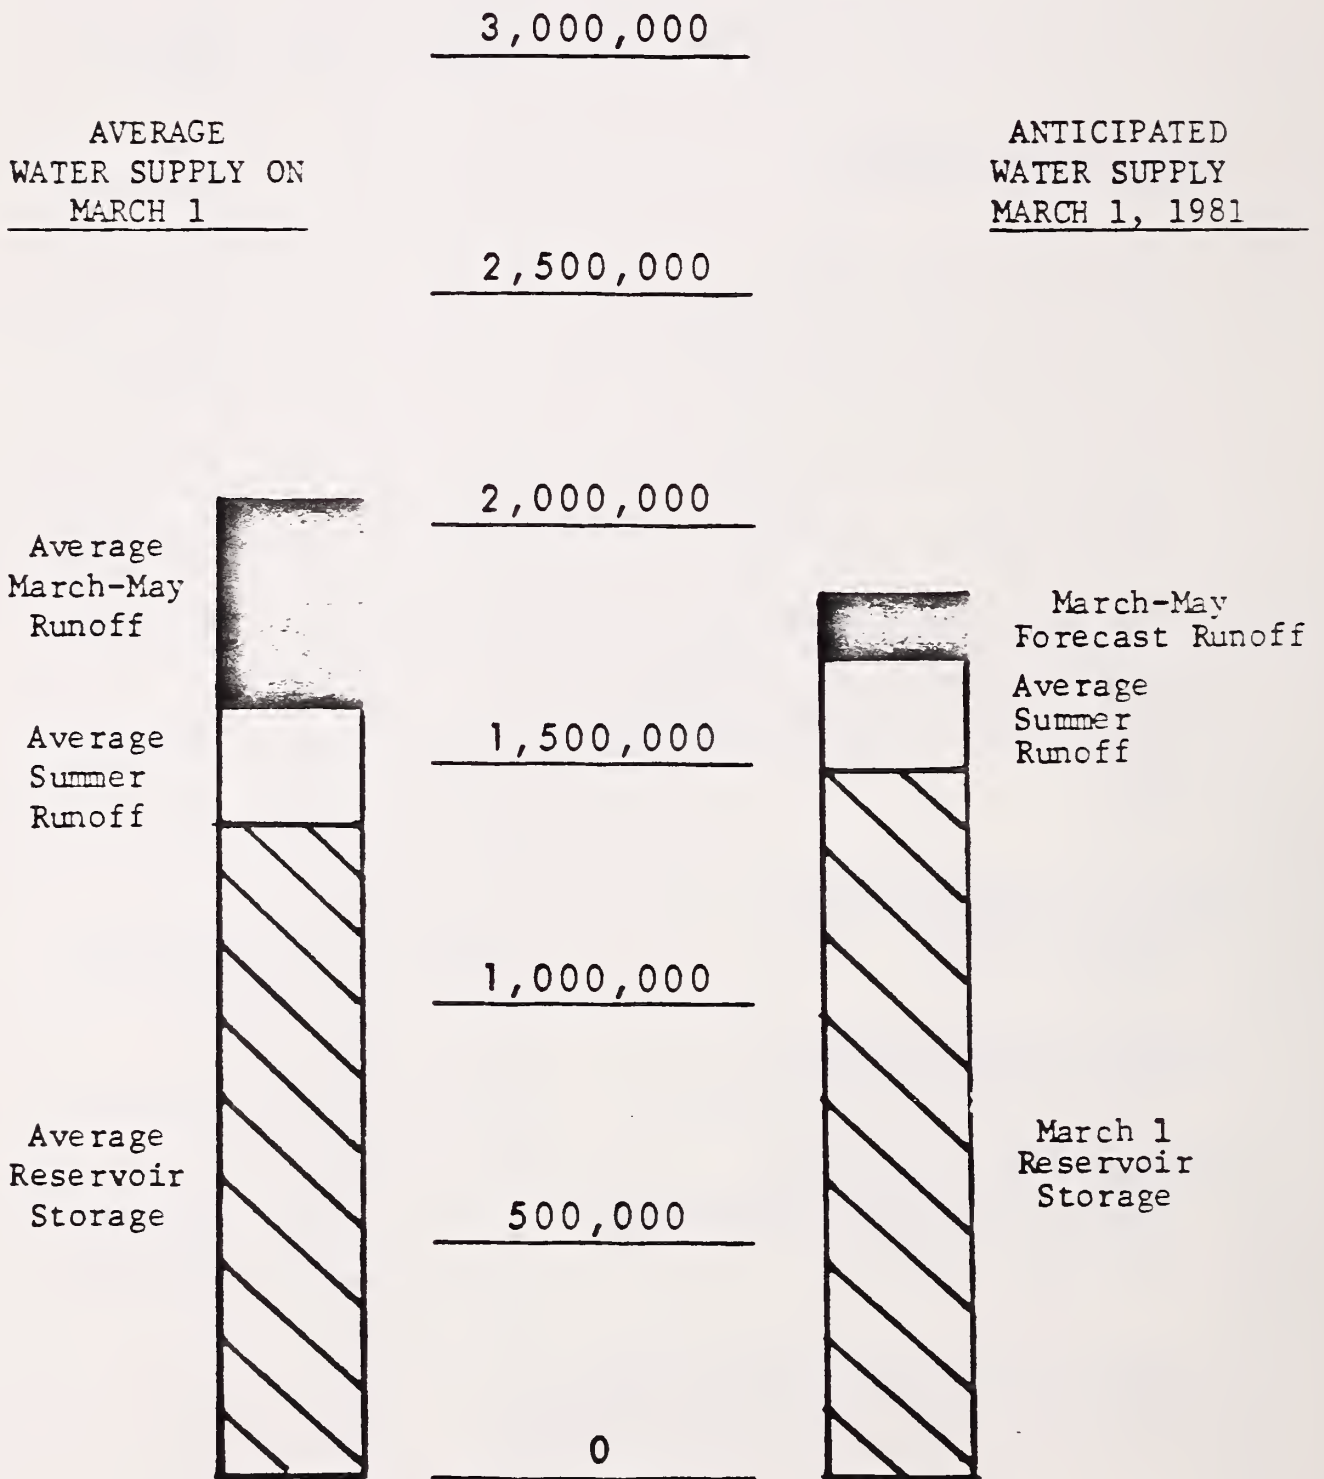 3,000,000
AVERAGE
WATER SUPPLY ON
MARCH 1
ANTICIPATED
WATER SUPPLY
MARCH 1, 1981
2,500,000
2,000,000
Average
March-May
Runoff
March-May
Forecast Runoff
Average
Summer
Runoff
Average
Summer
Runoff
1,500,000
1,000,000
Average
Reservoir
Storage
March 1
Reservoir
Storage
500,000
0